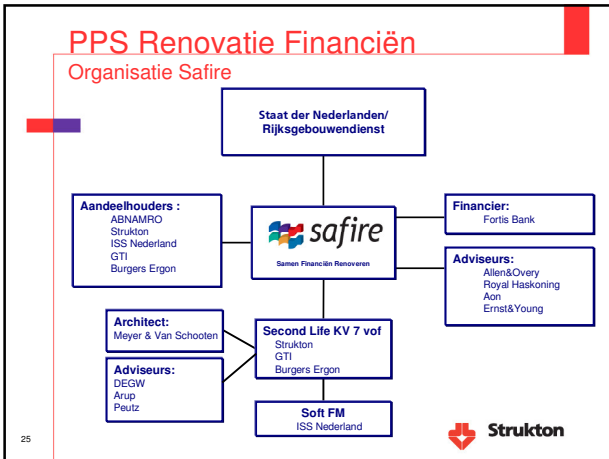 PPS Renovatie Financiën
Organisatie Safire
Staat der Nederlanden/
Rijksgebouwendienst
Aandeelhouders :
ABNAMRO
Strukton
ISS Nederland
GTI
Burgers Ergon
safire
Samen Financiën Renoveren
Financier:
Fortis Bank
Adviseurs:
Allen&Overy
Royal Haskoning
Aon
Ernst&Young
Architect:
Meyer & Van Schooten
Adviseurs:
DEGW
Arup
Peutz
Second Life KV 7 vof
Strukton
GTI
Burgers Ergon
Soft FM
ISS Nederland
25
Strukton